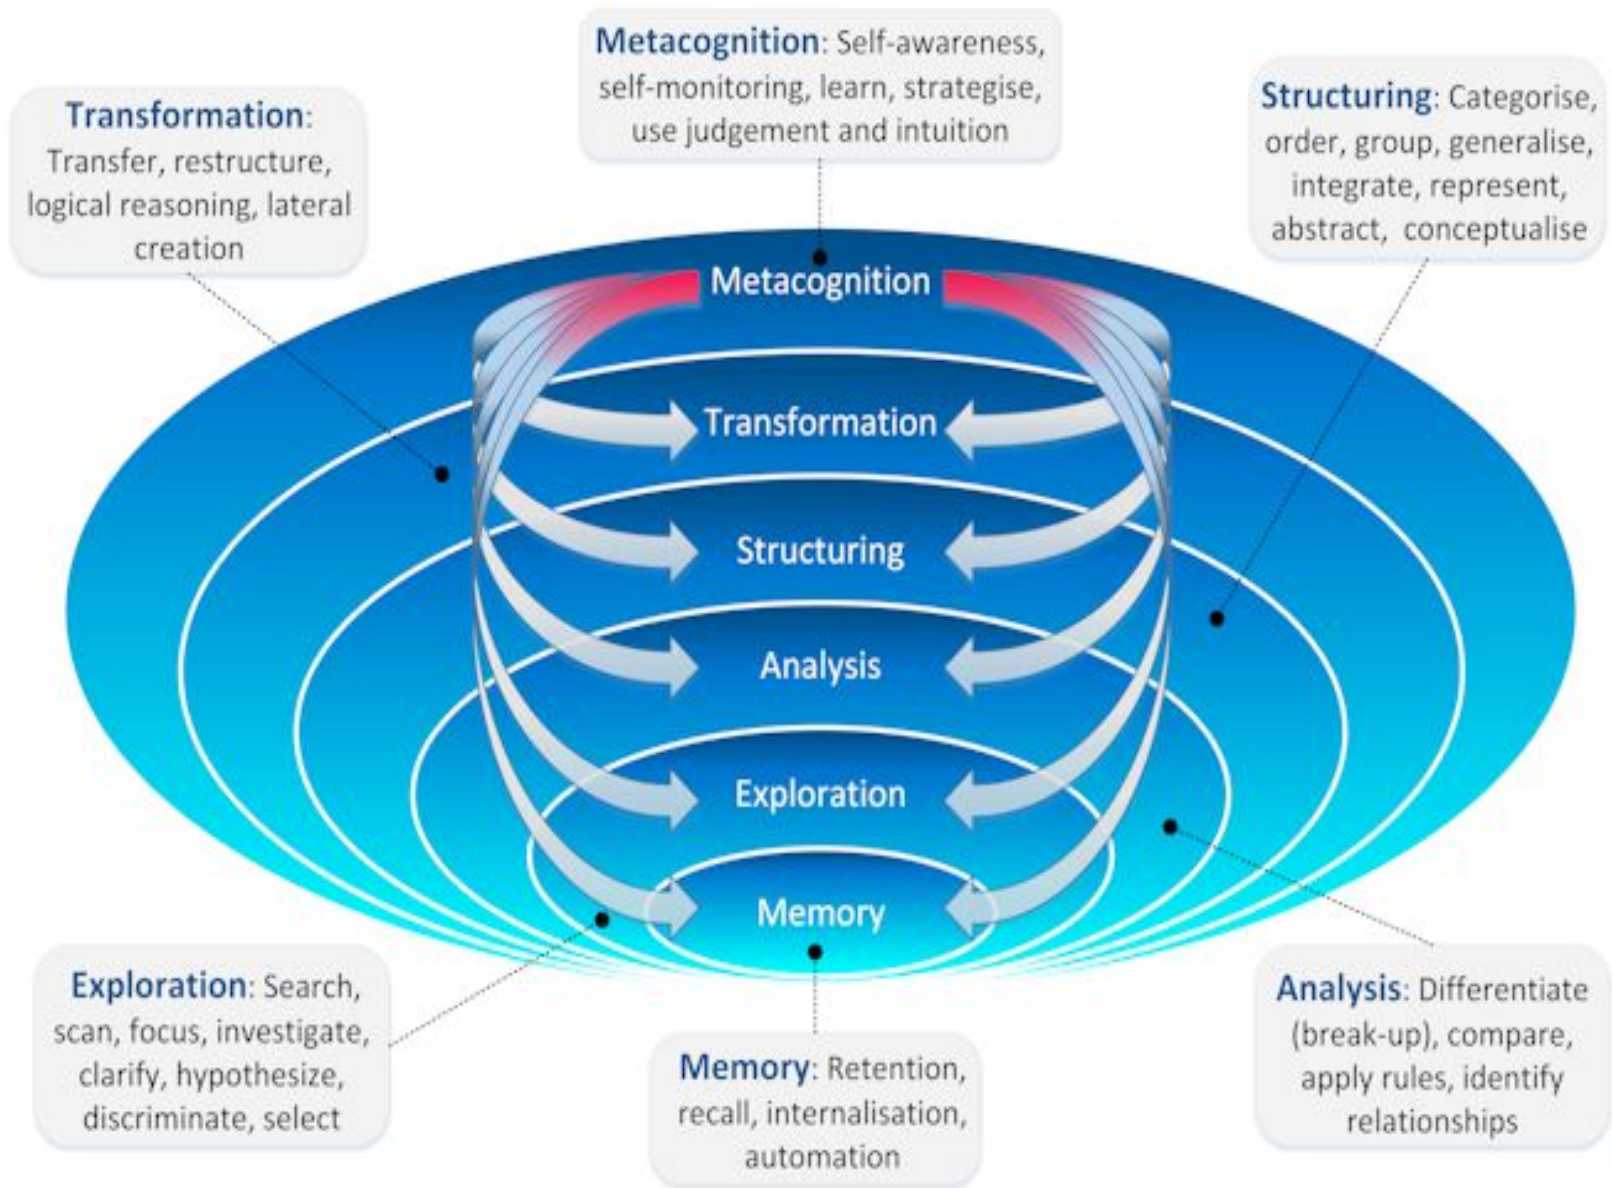 Metacognition: Self-awareness,
self-monitoring, learn, strategise,
use judgement and intuition
Transformation:
Transfer, restructure,
logical reasoning, lateral
creation
Structuring: Categorise,
order, group, generalise,
integrate, represent,
abstract, conceptualise
Metacognition
Transformation
Structuring
Analysis
Exploration
Memory
Exploration: Search,
scan, focus, investigate,
clarify, hypothesize,
discriminate, select
Memory: Retention,
recall, internalisation,
automation
Analysis: Differentiate
(break-up), compare,
apply rules, identify
relationships